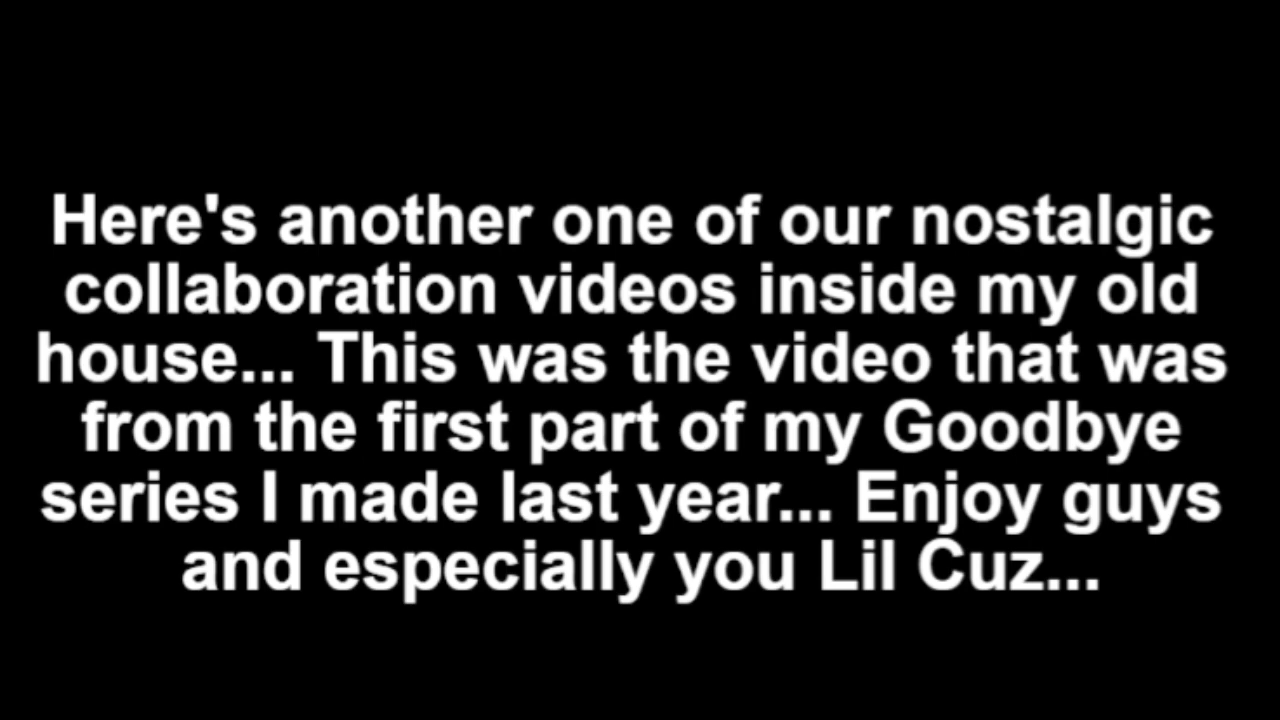 Here's another one of our nostalgic
collaboration videos inside my old
house... This was the video that was
from the first part of my Goodbye
series I made last year... Enjoy guys
and especially you Lil Cuz...